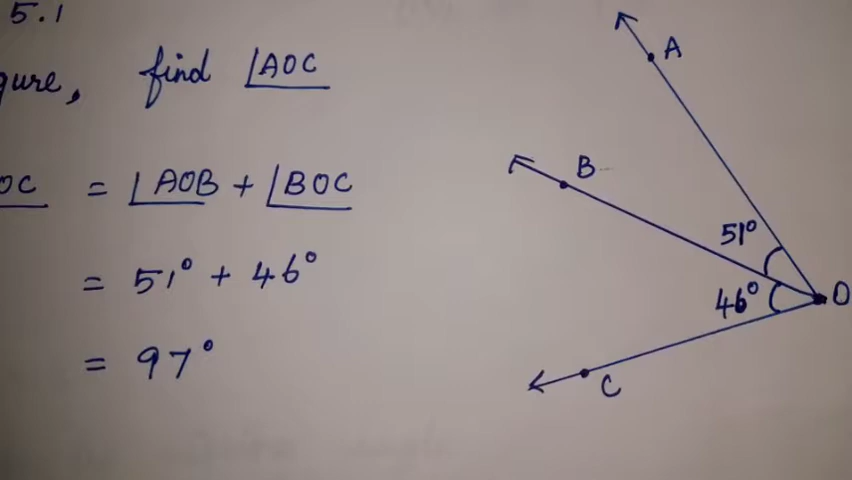 5.1
gure, find ∠AOC
OC = ∠AOB + ∠BOC
= 51° + 46°
= 97°
A
B
51°
46°
O
C